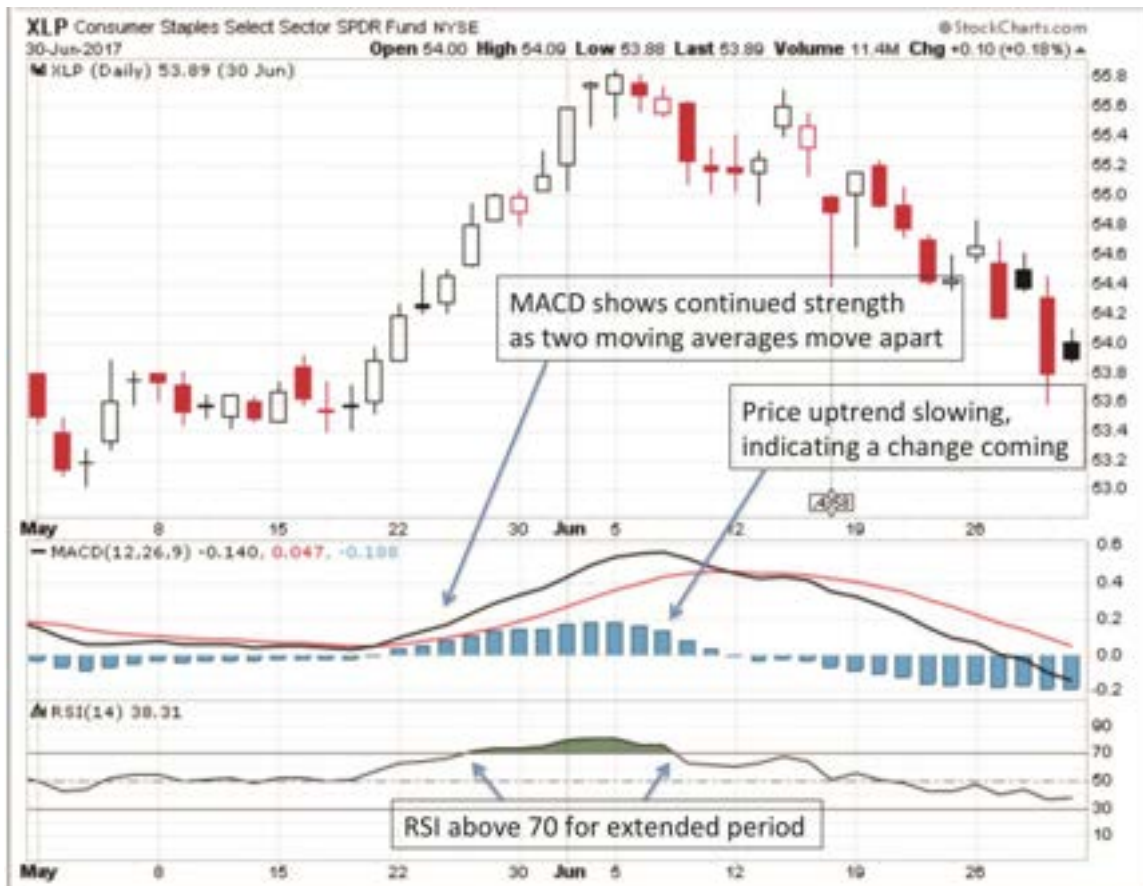 XLP Consumer Staples Select Sector SPDR Fund NYSE @StockCharts.com
30-Jun-2017 Open 54.00 High 54.09 Low 53.88 Last 53.89 Volume 11.4M Chg +0.10 (+0.18%)
XLP (Daily) 53.89 (30 Jun)
55.8
55.6
55.4
55.2
55.0
54.8
54.6
54.4
54.2
54.0
53.8
53.6
53.4
53.2
53.0
MACD shows continued strength
as two moving averages move apart
Price uptrend slowing,
indicating a change coming
May 8 15 22 30 Jun 5 12 19 26
MACD(12,26,9) -0.140, 0.047, -0.188
0.6
0.4
0.2
0.0
-0.2
RSI(14) 38.31
90
70
50
30
10
RSI above 70 for extended period
May 8 15 22 30 Jun 5 12 19 26